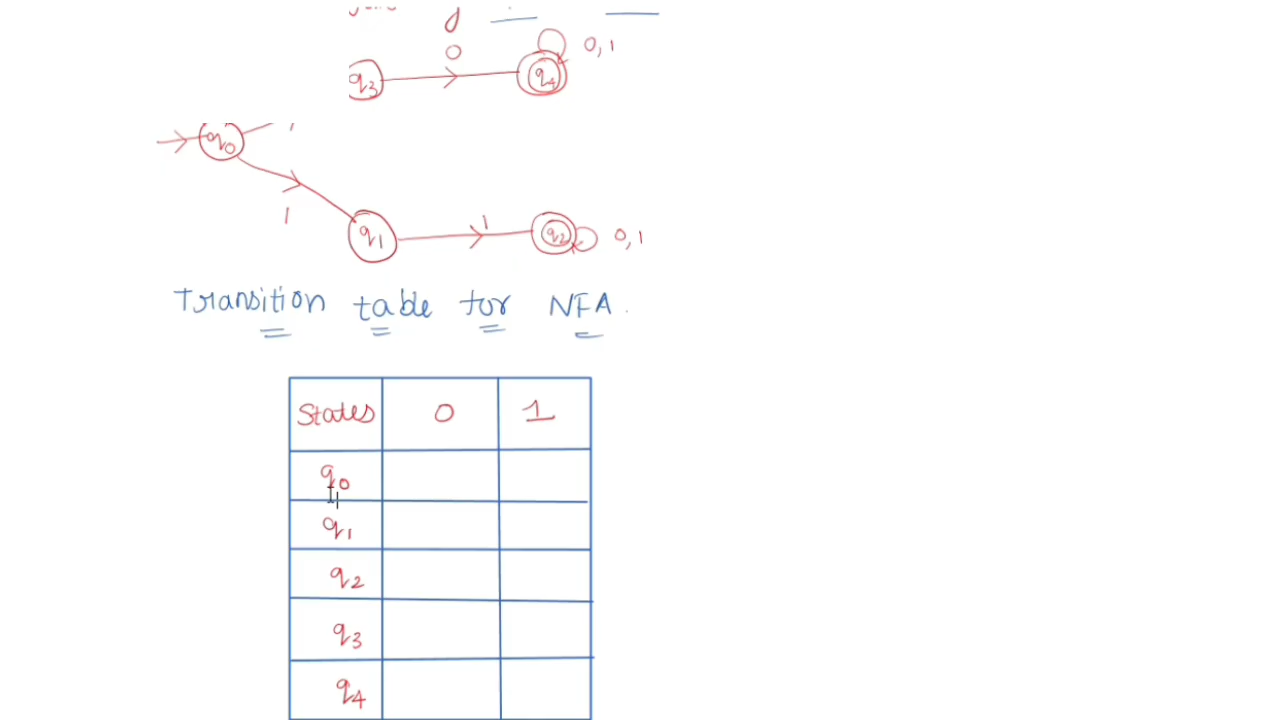 0
0,1
q3
q4
q0
1
1
0,1
q1
q2
Transition table for NFA.
States 0 1
q0
q1
q2
q3
q4